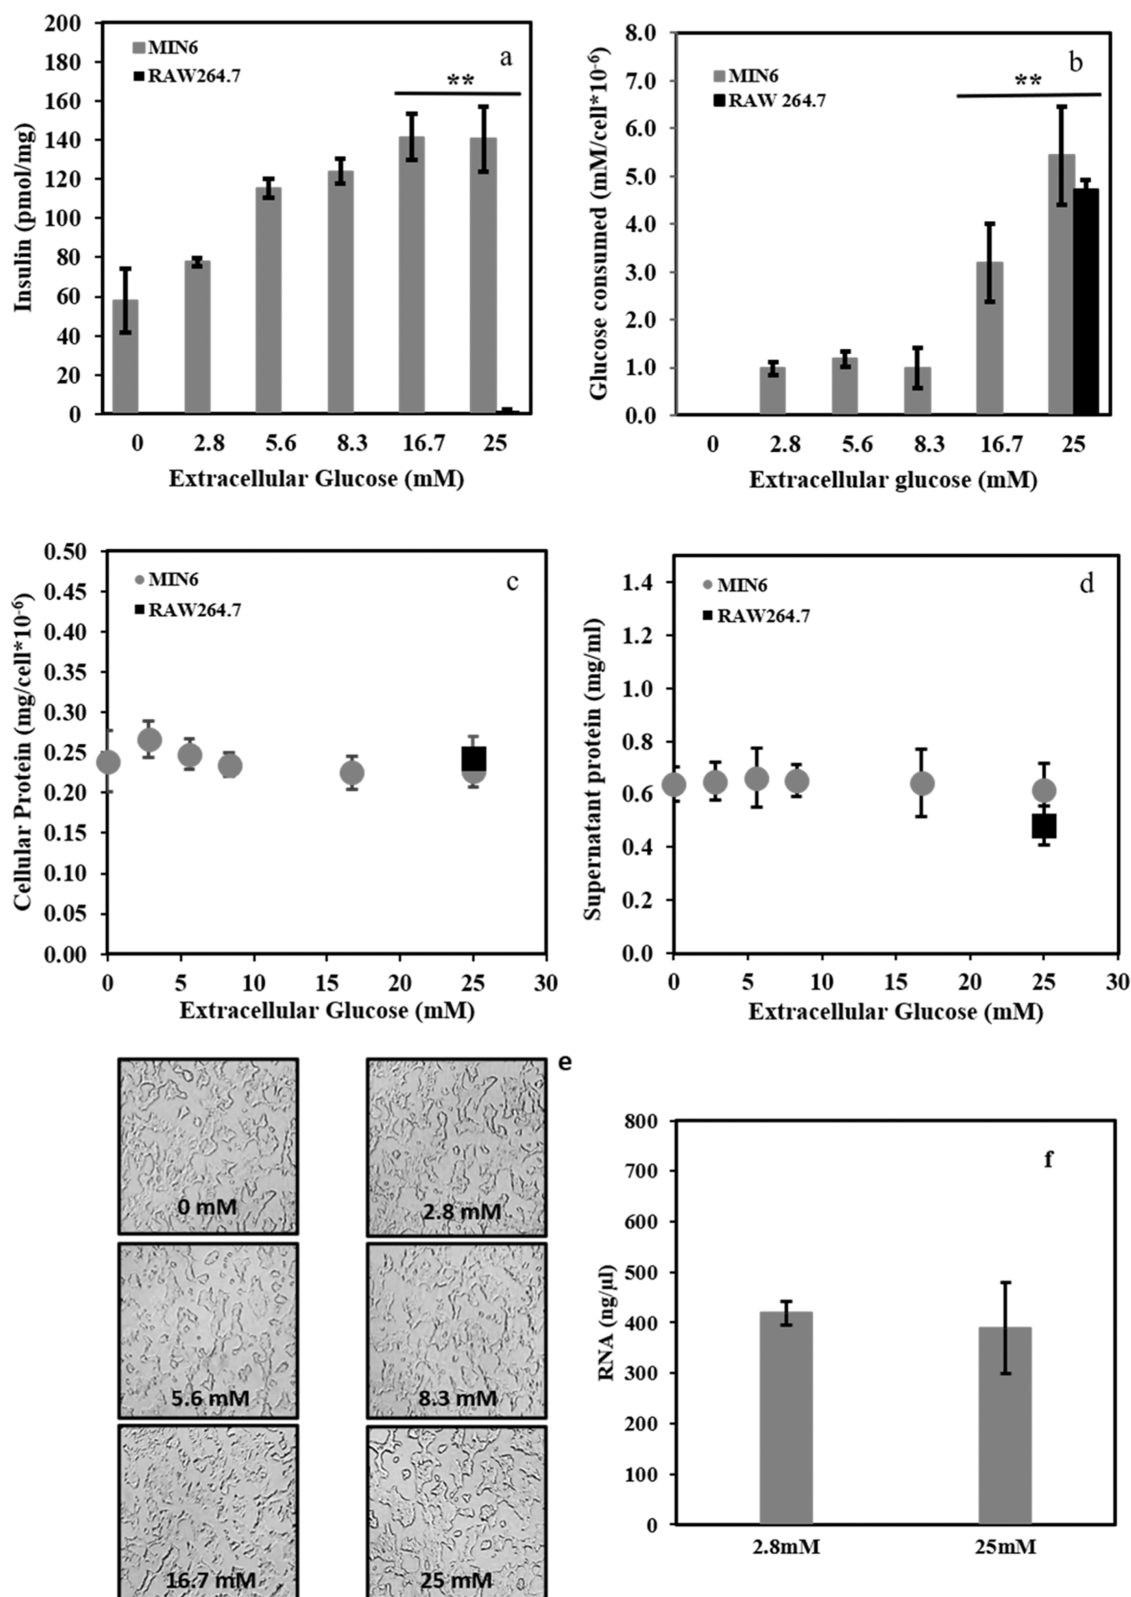 200
180
160
140
120
100
80
60
40
20
0
Insulin (pmol/mg)
MIN6
RAW264.7
a
**
0 2.8 5.6 8.3 16.7 25
Extracellular Glucose (mM)
8.0
7.0
6.0
5.0
4.0
3.0
2.0
1.0
0.0
Glucose consumed (mM/cell*10-6)
MIN6
RAW 264.7
b
**
0 2.8 5.6 8.3 16.7 25
Extracellular glucose (mM)
0.50
0.45
0.40
0.35
0.30
0.25
0.20
0.15
0.10
0.05
0.00
Cellular Protein (mg/cell*10-6)
MIN6
RAW264.7
c
0 5 10 15 20 25 30
Extracellular Glucose (mM)
1.4
1.2
1.0
0.8
0.6
0.4
0.2
0.0
Supernatant protein (mg/ml)
MIN6
RAW264.7
d
0 5 10 15 20 25 30
Extracellular Glucose (mM)
e
0 mM
2.8 mM
5.6 mM
8.3 mM
16.7 mM
25 mM
800
700
600
500
400
300
200
100
0
RNA (ng/µl)
f
2.8mM 25mM